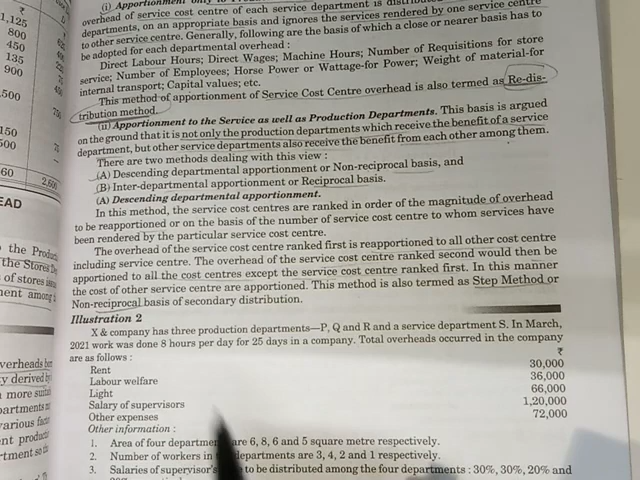 ₹
1,125
800
450
135
900
500
150
500
60
2,600
EAD
the Produc
the Stores De
of stores iss
ment among
overheads
y derived by
more suita
partments
various fact
nt product
rtment so
(i) Apportionment only to
overhead of service cost centre of each service department is
departments, on an appropriate basis and ignores the services rendered by one service centre
to other service centre. Generally, following are the basis of which a close or nearest basis has to
be adopted for each departmental overhead :
Direct Labour Hours; Direct Wages; Machine Hours; Number of Requisitions for store
service; Number of Employees; Horse Power or Wattage-for Power; Weight of material-for
internal transport; Capital values; etc.
This method of apportionment of Service Cost Centre overhead is also termed as Re-dis-
tribution method.
(ii) Apportionment to the Service as well as Production Departments. This basis is argued
on the ground that it is not only the production departments which receive the benefit of a service
department, but other service departments also receive the benefit from each other among them.
There are two methods dealing with this view :
(A) Descending departmental apportionment or Non-reciprocal basis, and
(B) Inter-departmental apportionment or Reciprocal basis.
(A) Descending departmental apportionment.
In this method, the service cost centres are ranked in order of the magnitude of overhead
to be reapportioned or on the basis of the number of service cost centre to whom services have
been rendered by the particular service cost centre.
The overhead of the service cost centre ranked first is reapportioned to all other cost centre
including service centre. The overhead of the service cost centre ranked second would then be
apportioned to all the cost centres except the service cost centre ranked first. In this manner
the cost of other service centre are apportioned. This method is also termed as Step Method or
Non-reciprocal basis of secondary distribution.
Illustration 2
X & company has three production departments—P, Q and R and a service department S. In March,
2021 work was done 8 hours per day for 25 days in a company. Total overheads occurred in the company
are as follows :
₹
Rent 30,000
Labour welfare 36,000
Light 66,000
Salary of supervisors 1,20,000
Other expenses 72,000
Other information :
1. Area of four departmen are 6, 8, 6 and 5 square metre respectively.
2. Number of workers in departments are 3, 4, 2 and 1 respectively.
3. Salaries of supervisor's to be distributed among the four departments : 30%, 30%, 20% and